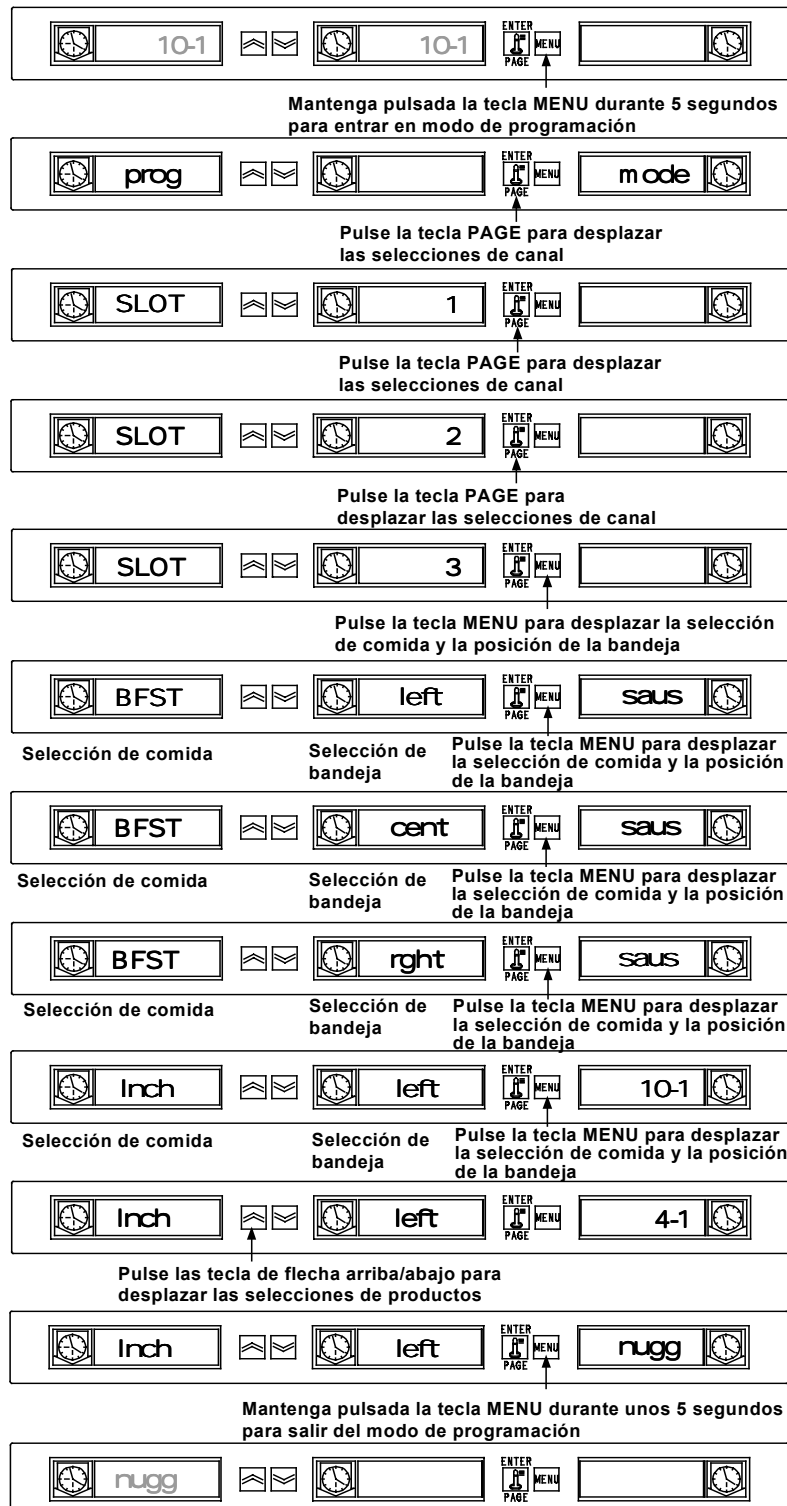 10-1 10-1 ENTER MENU PAGE
Mantenga pulsada la tecla MENU durante 5 segundos
para entrar en modo de programación
prog ENTER MENU PAGE mode
Pulse la tecla PAGE para desplazar
las selecciones de canal
SLOT 1 ENTER MENU PAGE
Pulse la tecla PAGE para desplazar
las selecciones de canal
SLOT 2 ENTER MENU PAGE
Pulse la tecla PAGE para
desplazar las selecciones de canal
SLOT 3 ENTER MENU PAGE
Pulse la tecla MENU para desplazar la selección
de comida y la posición de la bandeja
BFST left ENTER MENU PAGE saus
Selección de comida
Selección de
bandeja
Pulse la tecla MENU para desplazar
la selección de comida y la posición
de la bandeja
BFST cent ENTER MENU PAGE saus
Selección de comida
Selección de
bandeja
Pulse la tecla MENU para desplazar
la selección de comida y la posición
de la bandeja
BFST rght ENTER MENU PAGE saus
Selección de comida
Selección de
bandeja
Pulse la tecla MENU para desplazar
la selección de comida y la posición
de la bandeja
lnch left ENTER MENU PAGE 10-1
Selección de comida
Selección de
bandeja
Pulse la tecla MENU para desplazar
la selección de comida y la posición
de la bandeja
lnch left ENTER MENU PAGE 4-1
Pulse las tecla de flecha arriba/abajo para
desplazar las selecciones de productos
lnch left ENTER MENU PAGE nugg
Mantenga pulsada la tecla MENU durante unos 5 segundos
para salir del modo de programación
nugg ENTER MENU PAGE